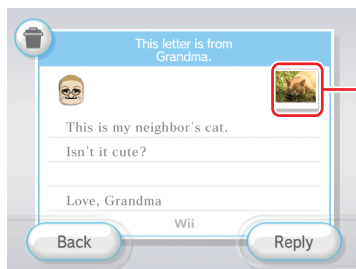 This letter is from
Grandma.
This is my neighbor's cat.
Isn't it cute?
Love, Grandma
Wii
Back
Reply